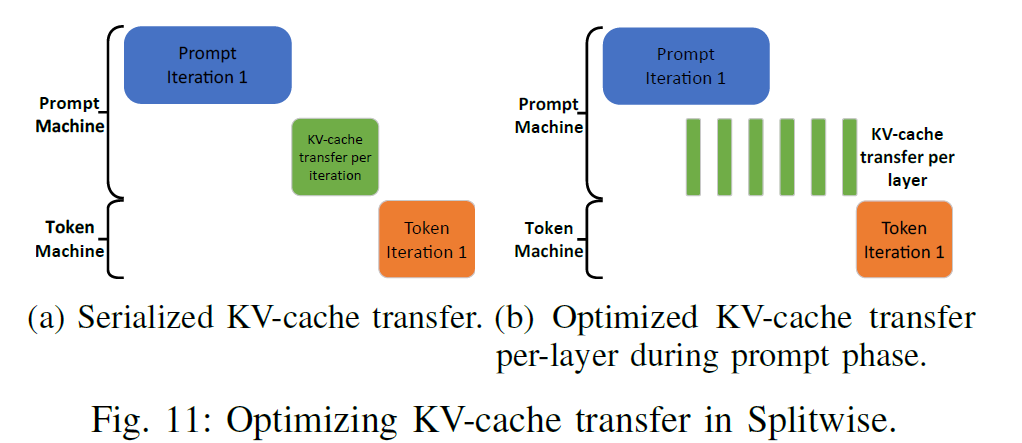 Prompt
Iteration 1
Prompt
Machine
KV-cache
transfer per
iteration
Token
Machine
Token
Iteration 1
(a) Serialized KV-cache transfer.
Prompt
Iteration 1
Prompt
Machine
KV-cache
transfer per
layer
Token
Machine
Token
Iteration 1
(b) Optimized KV-cache transfer
per-layer during prompt phase.
Fig. 11: Optimizing KV-cache transfer in Splitwise.